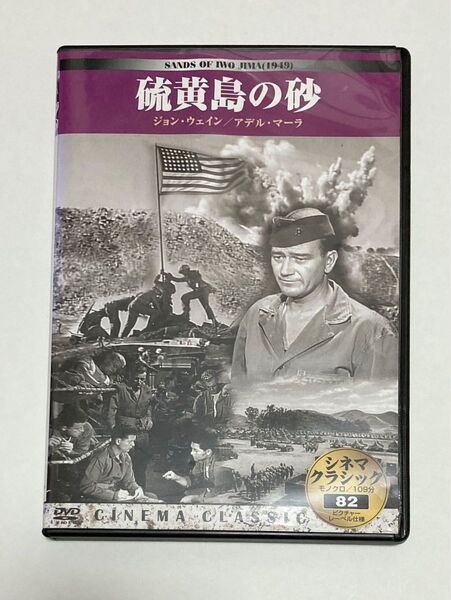 SANDS OF IWO JIMA(1949)
硫黄島の砂
ジョン・ウェイン/アデル・マーラ
シネマ
クラシック
モノクロ/109分
82
ピクチャー
レーベル仕様
DVD
CINEMA CLASSIC